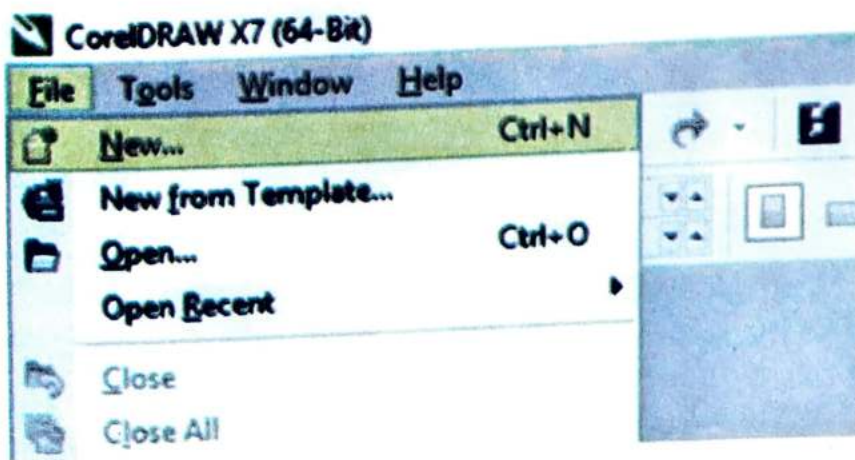 CorelDRAW X7 (64-Bit)
File Tools Window Help
New... Ctrl+N
New from Template...
Open... Ctrl+O
Open Recent
Close
Close All